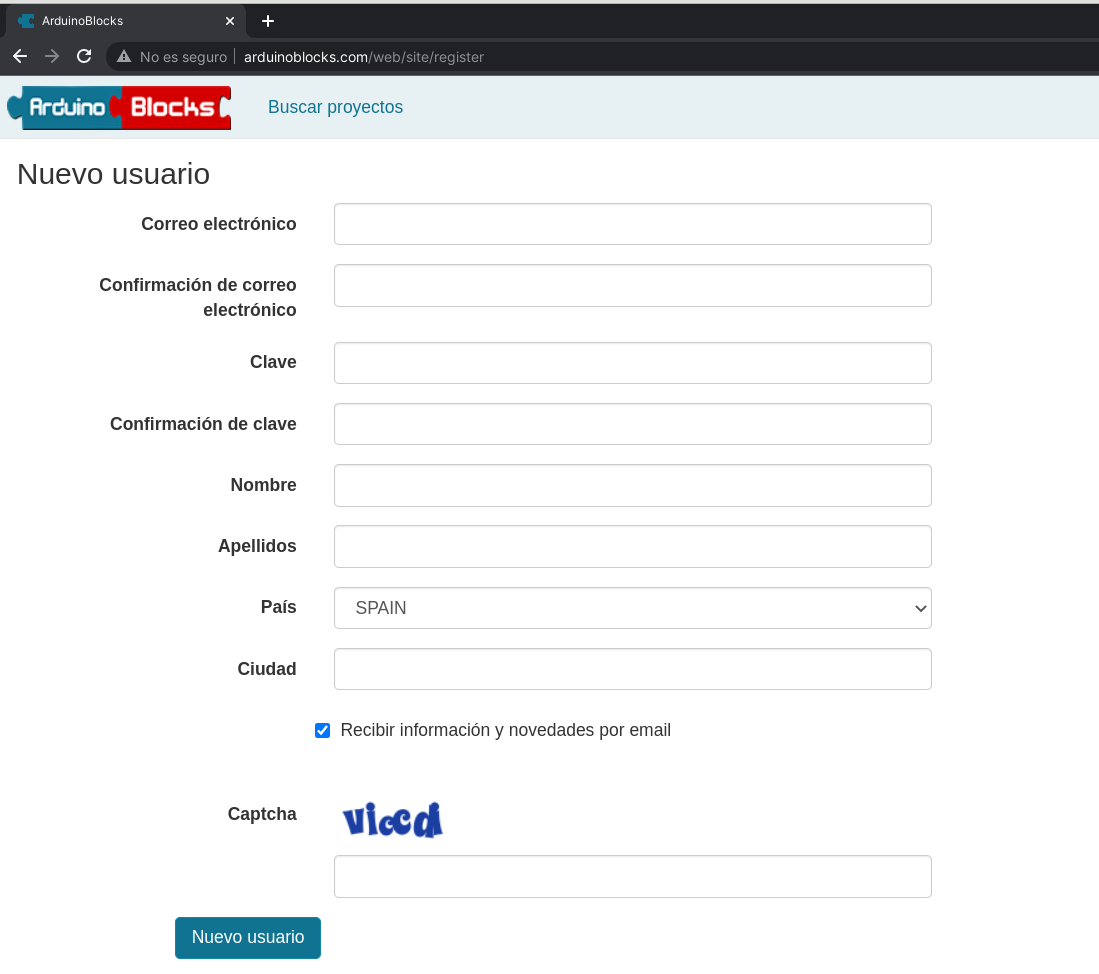 ArduinoBlocks
No es seguro arduinoblocks.com/web/site/register
Arduino Blocks
Buscar proyectos
Nuevo usuario
Correo electrónico
Confirmación de correo
electrónico
Clave
Confirmación de clave
Nombre
Apellidos
País
SPAIN
Ciudad
Recibir información y novedades por email
Captcha
Nuevo usuario